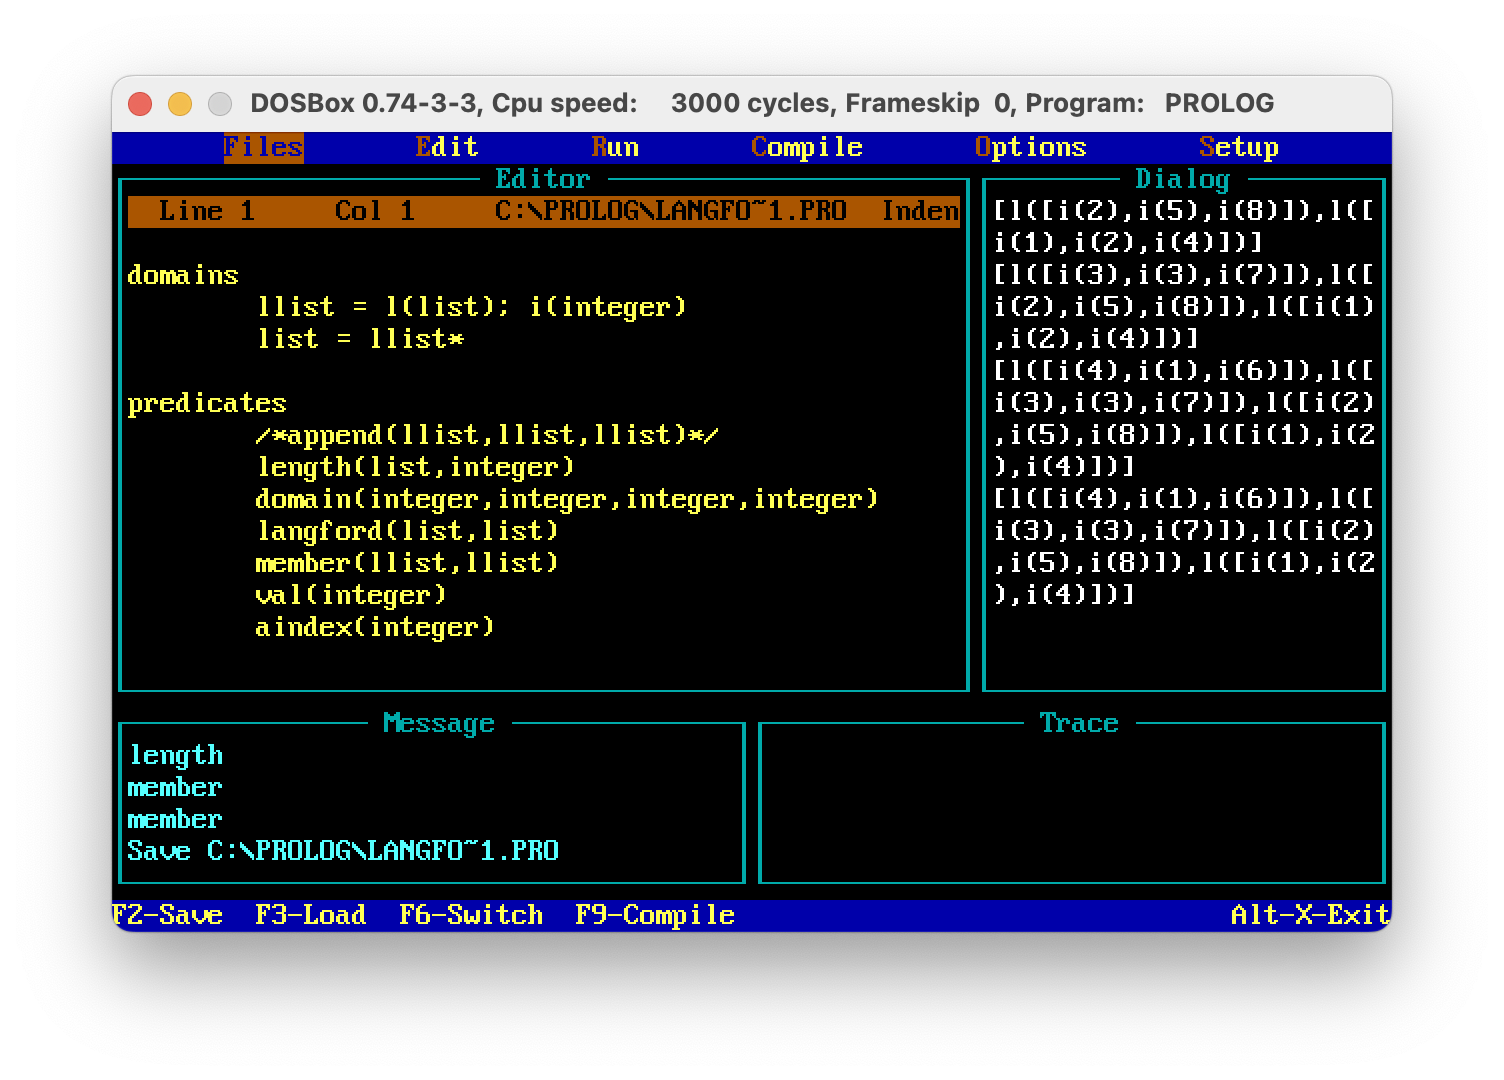 DOSBox 0.74-3-3, Cpu speed: 3000 cycles, Frameskip 0, Program: PROLOG
Files Edit Run Compile Options Setup
Editor
Line 1 Col 1 C:\PROLOG\LANGFO~1.PRO Inden
domains
llist = l(list); i(integer)
list = llist*
predicates
/*append(llist,llist,llist)*/
length(list,integer)
domain(integer,integer,integer,integer)
langford(list,list)
member(llist,llist)
val(integer)
aindex(integer)
Dialog
[l([i(2),i(5),i(8)]),l([
i(1),i(2),i(4)])]
[l([i(3),i(3),i(7)]),l([
i(2),i(5),i(8)]),l([i(1)
,i(2),i(4)])]
[l([i(4),i(1),i(6)]),l([
i(3),i(3),i(7)]),l([i(2)
,i(5),i(8)]),l([i(1),i(2
),i(4)])]
[l([i(4),i(1),i(6)]),l([
i(3),i(3),i(7)]),l([i(2)
,i(5),i(8)]),l([i(1),i(2
),i(4)])]
Message
length
member
member
Save C:\PROLOG\LANGFO~1.PRO
Trace
F2-Save F3-Load F6-Switch F9-Compile Alt-X-Exit